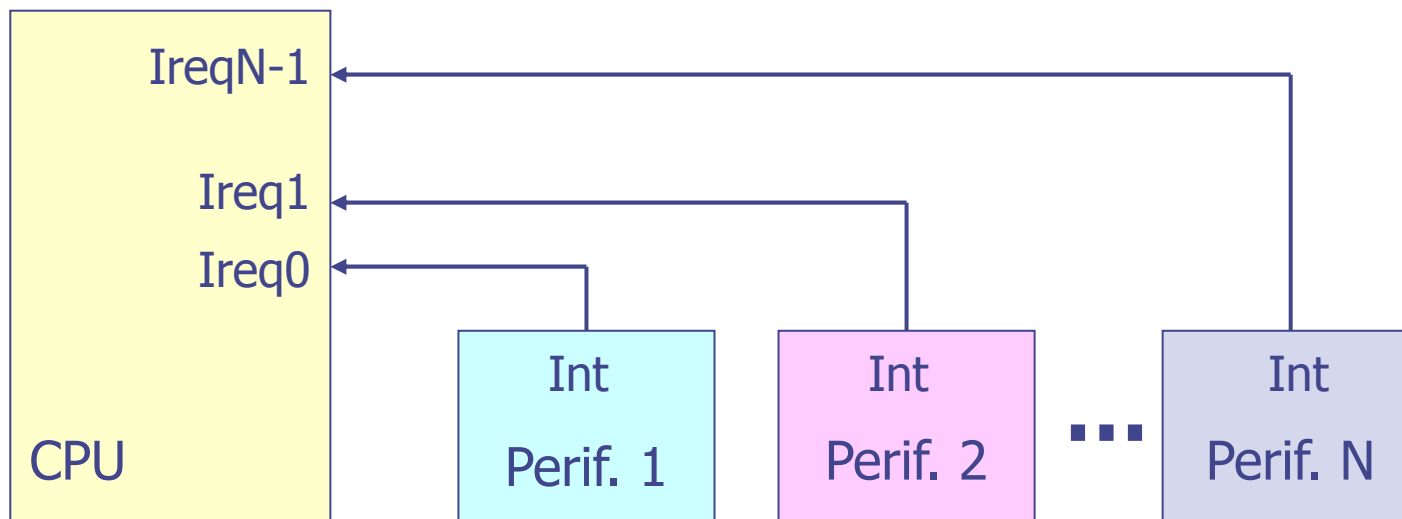 IreqN-1
Ireq1
Ireq0
CPU
Int
Perif. 1
Int
Perif. 2
...
Int
Perif. N